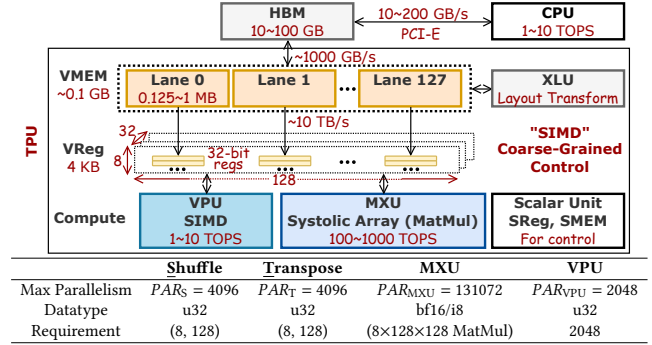 HBM
10~100 GB
10~200 GB/s
PCI-E
CPU
1~10 TOPS
~1000 GB/s
TPU
VMEM
~0.1 GB
Lane 0
0.125~1 MB
Lane 1
...
Lane 127
XLU
Layout Transform
~10 TB/s
32
VReg
4 KB
8
32-bit
regs
...
...
...
...
128
"SIMD"
Coarse-Grained
Control
Compute
VPU
SIMD
1~10 TOPS
MXU
Systolic Array (MatMul)
100~1000 TOPS
Scalar Unit
SReg, SMEM
For control
Shuffle Transpose MXU VPU
Max Parallelism PAR_S = 4096 PAR_T = 4096 PAR_MXU = 131072 PAR_VPU = 2048
Datatype u32 u32 bf16/i8 u32
Requirement (8, 128) (8, 128) (8×128×128 MatMul) 2048